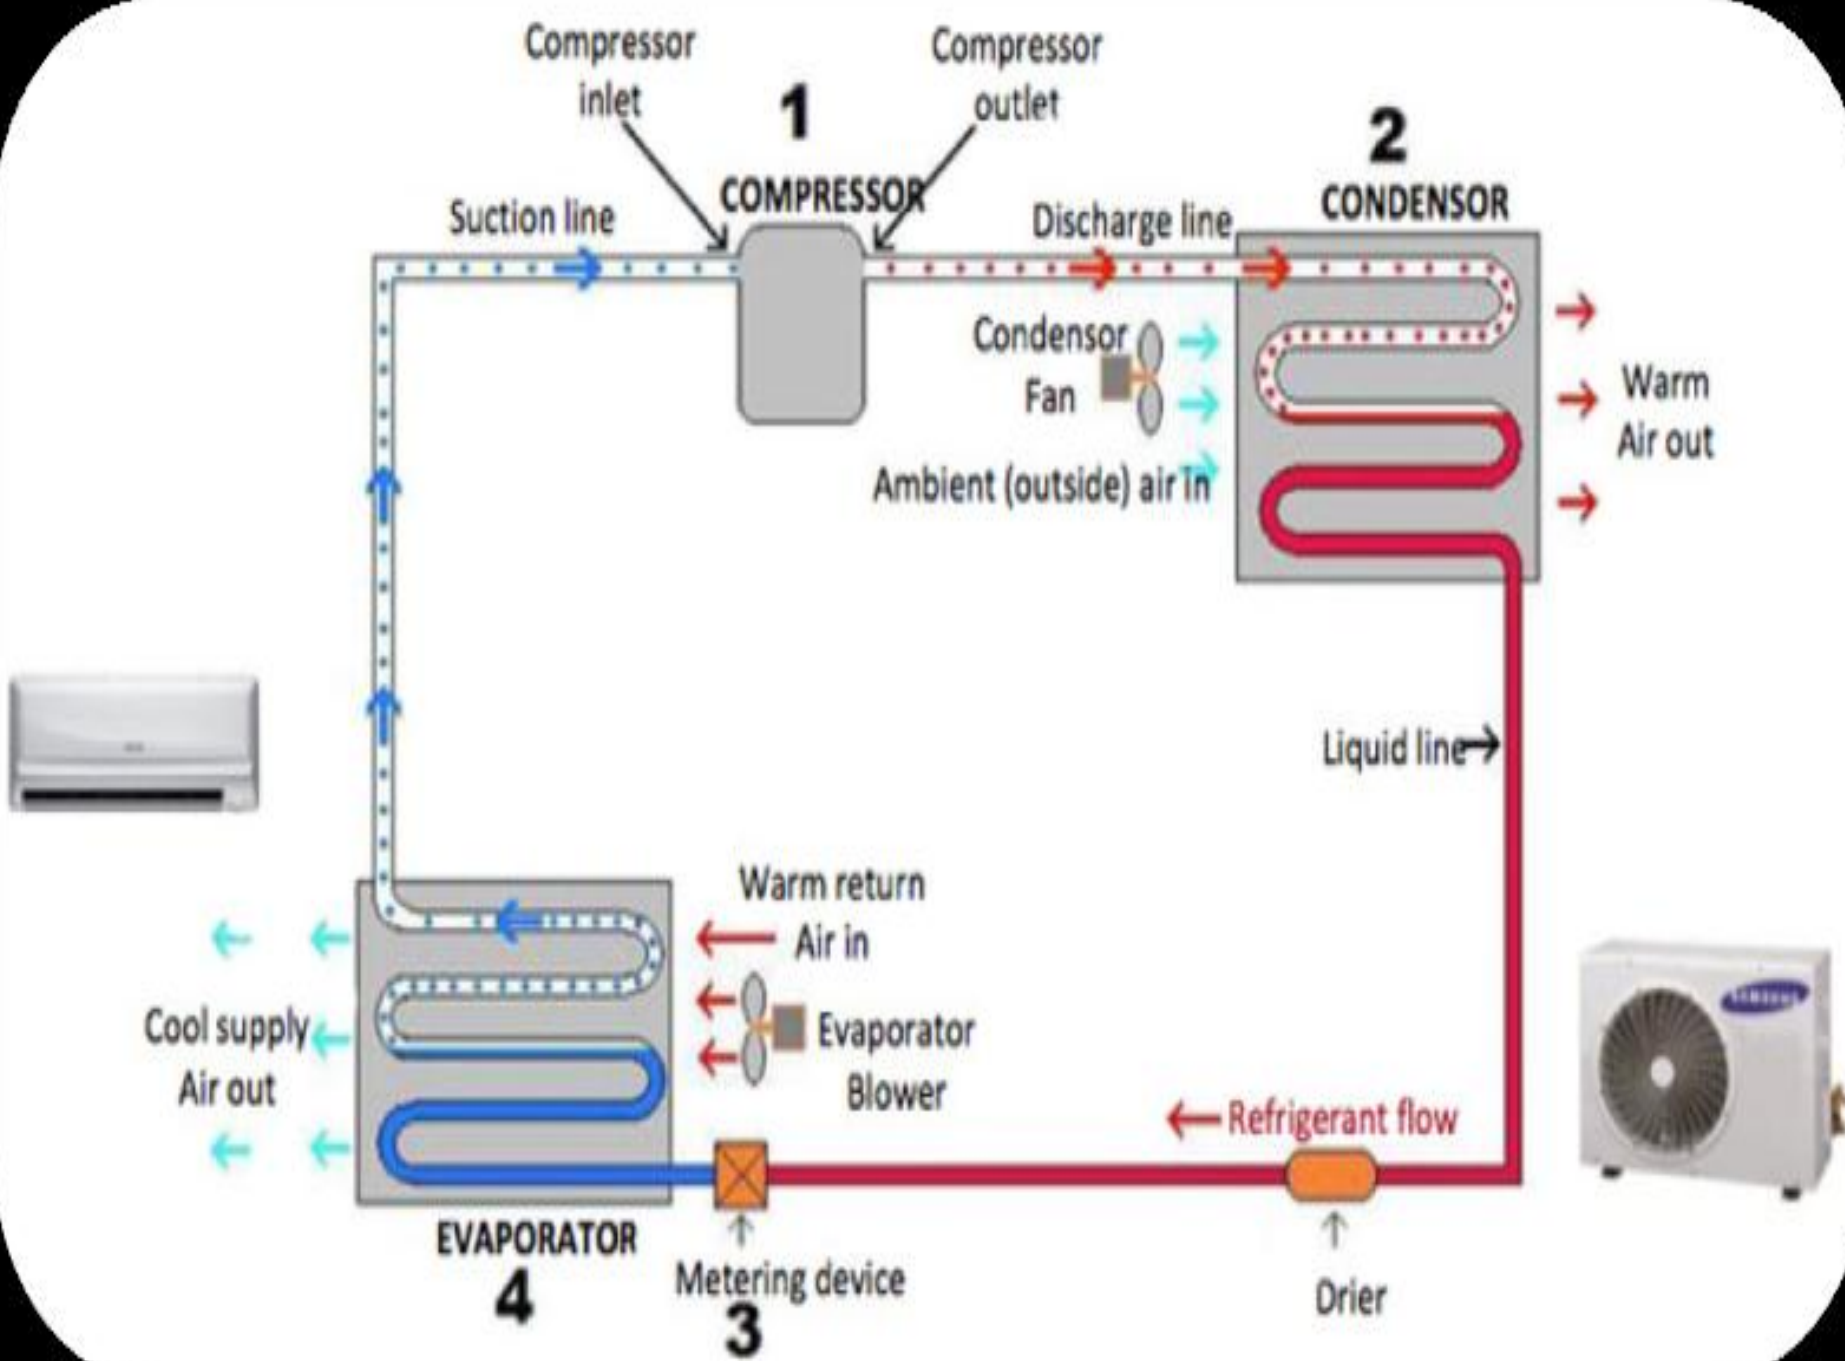 Compressor
inlet
1
Compressor
outlet
2
COMPRESSOR
CONDENSOR
Suction line
Discharge line
Condensor
Fan
Warm
Air out
Ambient (outside) air in
Liquid line
Warm return
Air in
Cool supply
Air out
Evaporator
Blower
SAMSUNG
Refrigerant flow
EVAPORATOR
4
Metering device
3
Drier